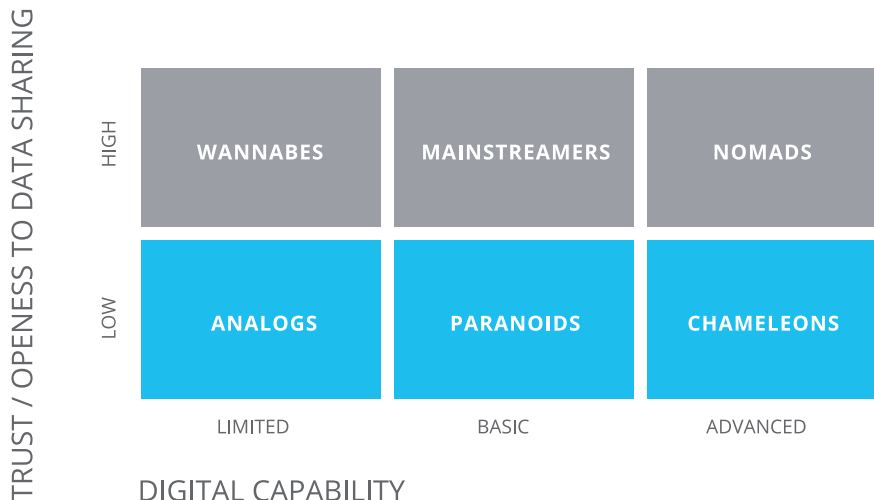 TRUST / OPENESS TO DATA SHARING
HIGH
WANNABES
MAINSTREAMERS
NOMADS
LOW
ANALOGS
PARANOIDS
CHAMELEONS
LIMITED
BASIC
ADVANCED
DIGITAL CAPABILITY